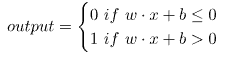 output = { 0 if w · x + b ≤ 0
1 if w · x + b > 0